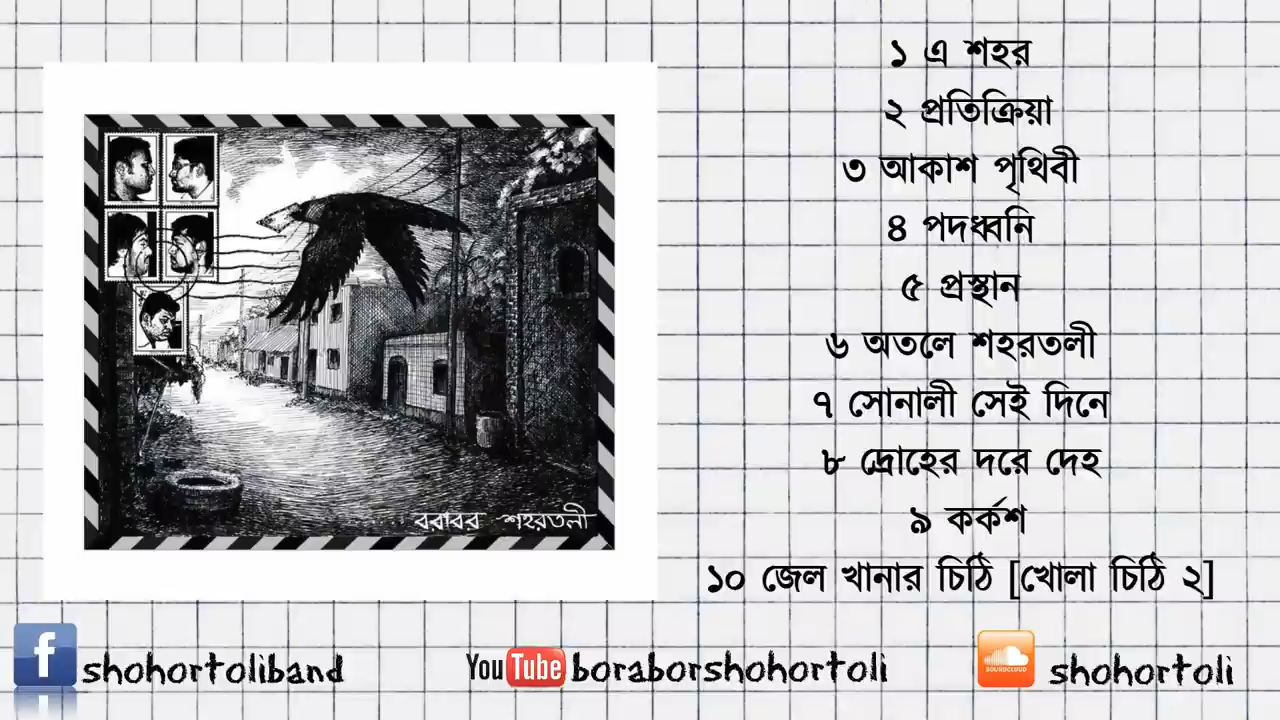 ১ এ শহর
২ প্রতিক্রিয়া
৩ আকাশ পৃথিবী
৪ পদধ্বনি
৫ প্রস্থান
৬ অতলে শহরতলী
৭ সোনালী সেই দিনে
৮ দ্রোহের দরে দেহ
৯ কর্কশ
১০ জেল খানার চিঠি [খোলা চিঠি ২]
বরাবর শহরতলী
f shohortoliband
YouTube boraborshohortoli
SOUNDCLOUD shohortoli